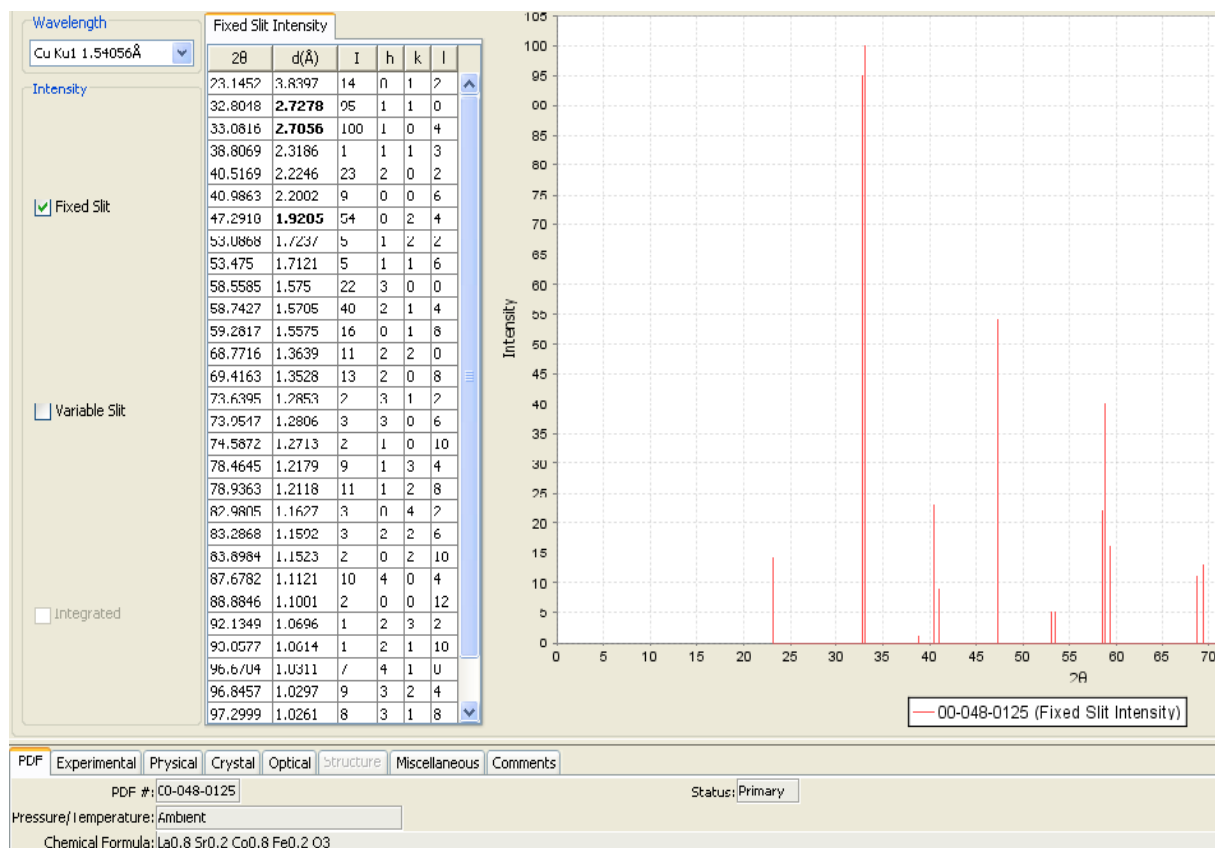 Wavelength
Cu Kα1 1.54056Å
Intensity
Fixed Slit
Variable Slit
Integrated
Fixed Slit Intensity
2θ d(Å) I h k l
23.1452 3.8397 14 0 1 2
32.8048 2.7278 95 1 1 0
33.0816 2.7056 100 1 0 4
38.8069 2.3186 1 1 1 3
40.5169 2.2246 23 2 0 2
40.9863 2.2002 9 0 0 6
47.2910 1.9205 54 0 2 4
53.0868 1.7237 5 1 2 2
53.475 1.7121 5 1 1 6
58.5585 1.575 22 3 0 0
58.7427 1.5705 40 2 1 4
59.2817 1.5575 16 0 1 8
68.7716 1.3639 11 2 2 0
69.4163 1.3528 13 2 0 8
73.6395 1.2853 2 3 1 2
73.9547 1.2806 3 3 0 6
74.5872 1.2713 2 1 0 10
78.4645 1.2179 9 1 3 4
78.9363 1.2118 11 1 2 8
82.9805 1.1627 3 0 4 2
83.2868 1.1592 3 2 2 6
83.8984 1.1523 2 0 2 10
87.6782 1.1121 10 4 0 4
88.8846 1.1001 2 0 0 12
92.1349 1.0696 1 2 3 2
93.0577 1.0614 1 2 1 10
96.6704 1.0311 7 4 1 0
96.8457 1.0297 9 3 2 4
97.2999 1.0261 8 3 1 8
105
100
95
90
85
80
75
70
65
60
55
50
45
40
35
30
25
20
15
10
5
0
Intensity
0 5 10 15 20 25 30 35 40 45 50 55 60 65 70
2θ
00-048-0125 (Fixed Slit Intensity)
PDF Experimental Physical Crystal Optical Structure Miscellaneous Comments
PDF #: 00-048-0125 Status: Primary
Pressure/Temperature: Ambient
Chemical Formula: La0.8 Sr0.2 Co0.8 Fe0.2 O3